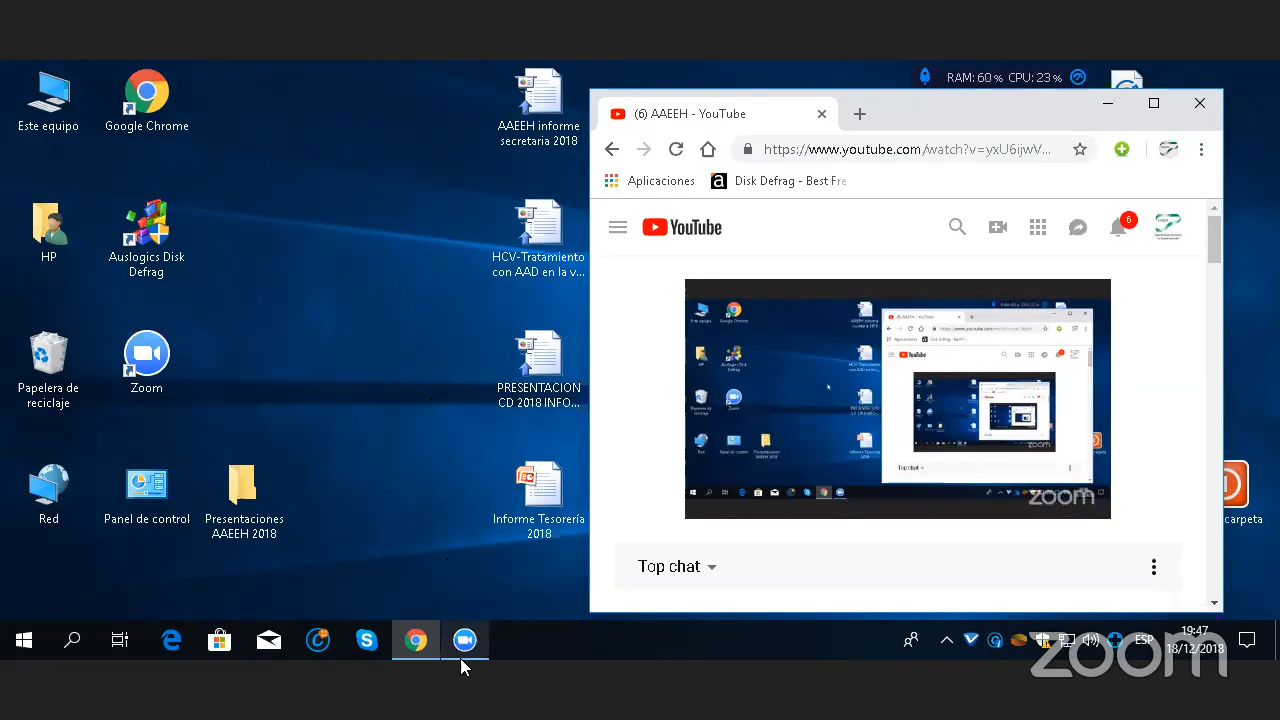 RAM: 60 % CPU: 23 %
Este equipo
Google Chrome
AAEEH informe
secretaria 2018
(6) AAEEH - YouTube
https://www.youtube.com/watch?v=yxU6ijwV...
Aplicaciones
a
Disk Defrag - Best Fre
YouTube
6
HP
Auslogics Disk
Defrag
HCV-Tratamiento
con AAD en la v...
Papelera de
reciclaje
Zoom
PRESENTACION
CD 2018 INFO...
Red
Panel de control
Presentaciones
AAEEH 2018
Informe Tesorería
2018
carpeta
zoom
Top chat
ESP
19:47
18/12/2018
zoom